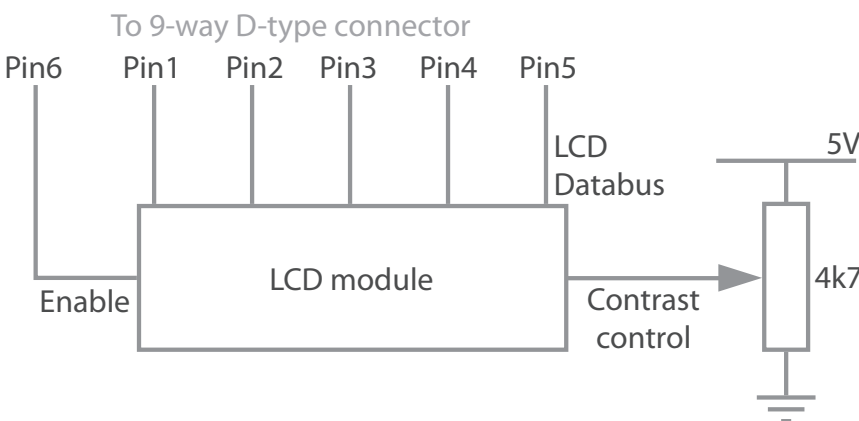 To 9-way D-type connector
Pin6 Pin1 Pin2 Pin3 Pin4 Pin5
LCD
Databus
5V
LCD module
Enable
Contrast
control
4k7